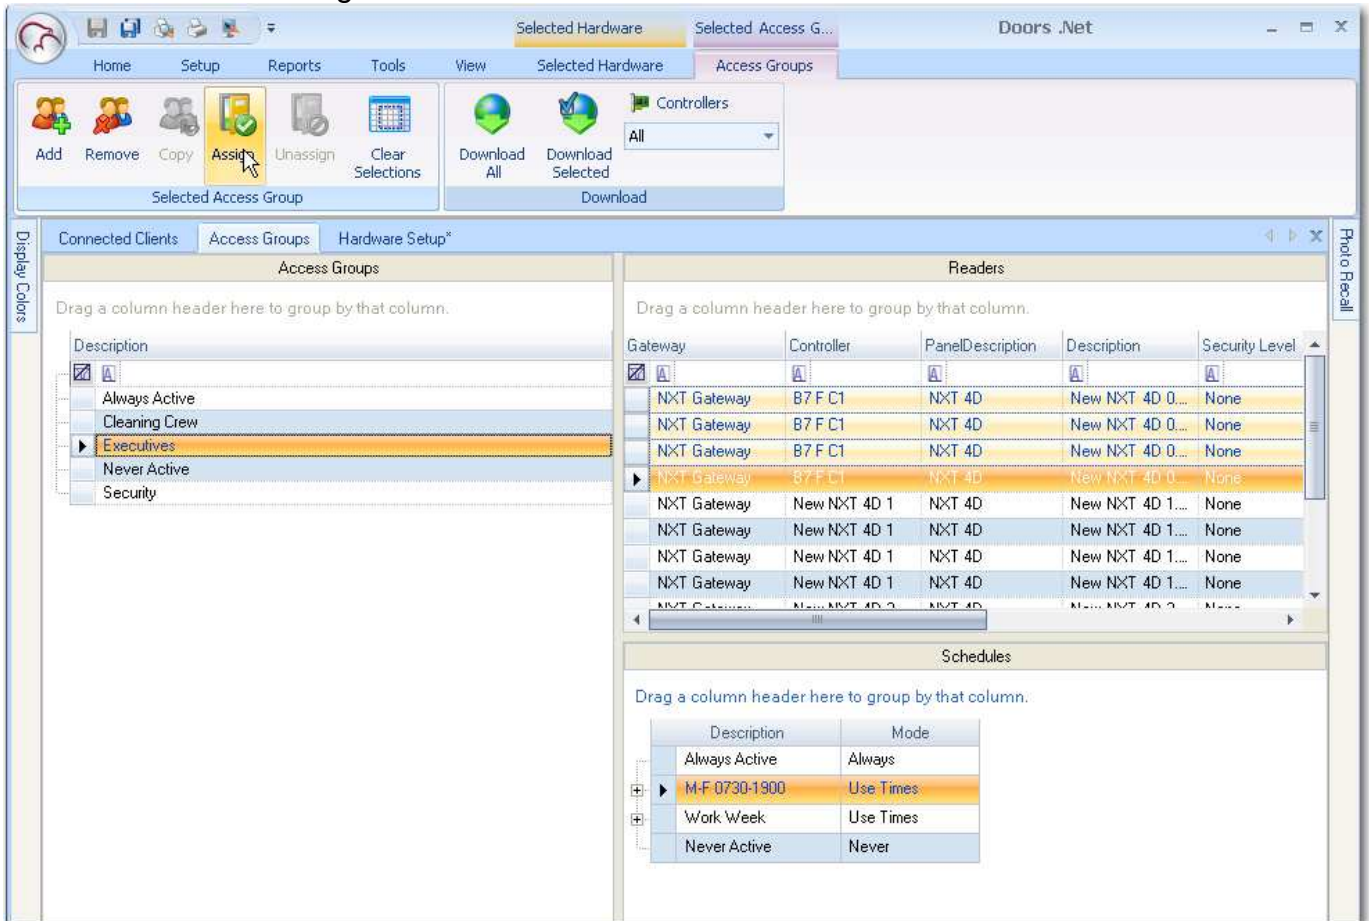 Selected Hardware Selected Access G... Doors .Net
Home Setup Reports Tools View Selected Hardware Access Groups
Controllers
All
Add Remove Copy Assign Unassign Clear Selections Download All Download Selected
Selected Access Group Download
Display Colors
Photo Recall
Connected Clients Access Groups Hardware Setup*
Access Groups
Drag a column header here to group by that column.
Description
Always Active
Cleaning Crew
Executives
Never Active
Security
Readers
Drag a column header here to group by that column.
Gateway Controller PanelDescription Description Security Level
NXT Gateway B7 F C1 NXT 4D New NXT 4D 0.... None
NXT Gateway B7 F C1 NXT 4D New NXT 4D 0.... None
NXT Gateway B7 F C1 NXT 4D New NXT 4D 0.... None
NXT Gateway B7 F C1 NXT 4D New NXT 4D 0.... None
NXT Gateway New NXT 4D 1 NXT 4D New NXT 4D 1.... None
NXT Gateway New NXT 4D 1 NXT 4D New NXT 4D 1.... None
NXT Gateway New NXT 4D 1 NXT 4D New NXT 4D 1.... None
NXT Gateway New NXT 4D 1 NXT 4D New NXT 4D 1.... None
Schedules
Drag a column header here to group by that column.
Description Mode
Always Active Always
M-F 0730-1900 Use Times
Work Week Use Times
Never Active Never